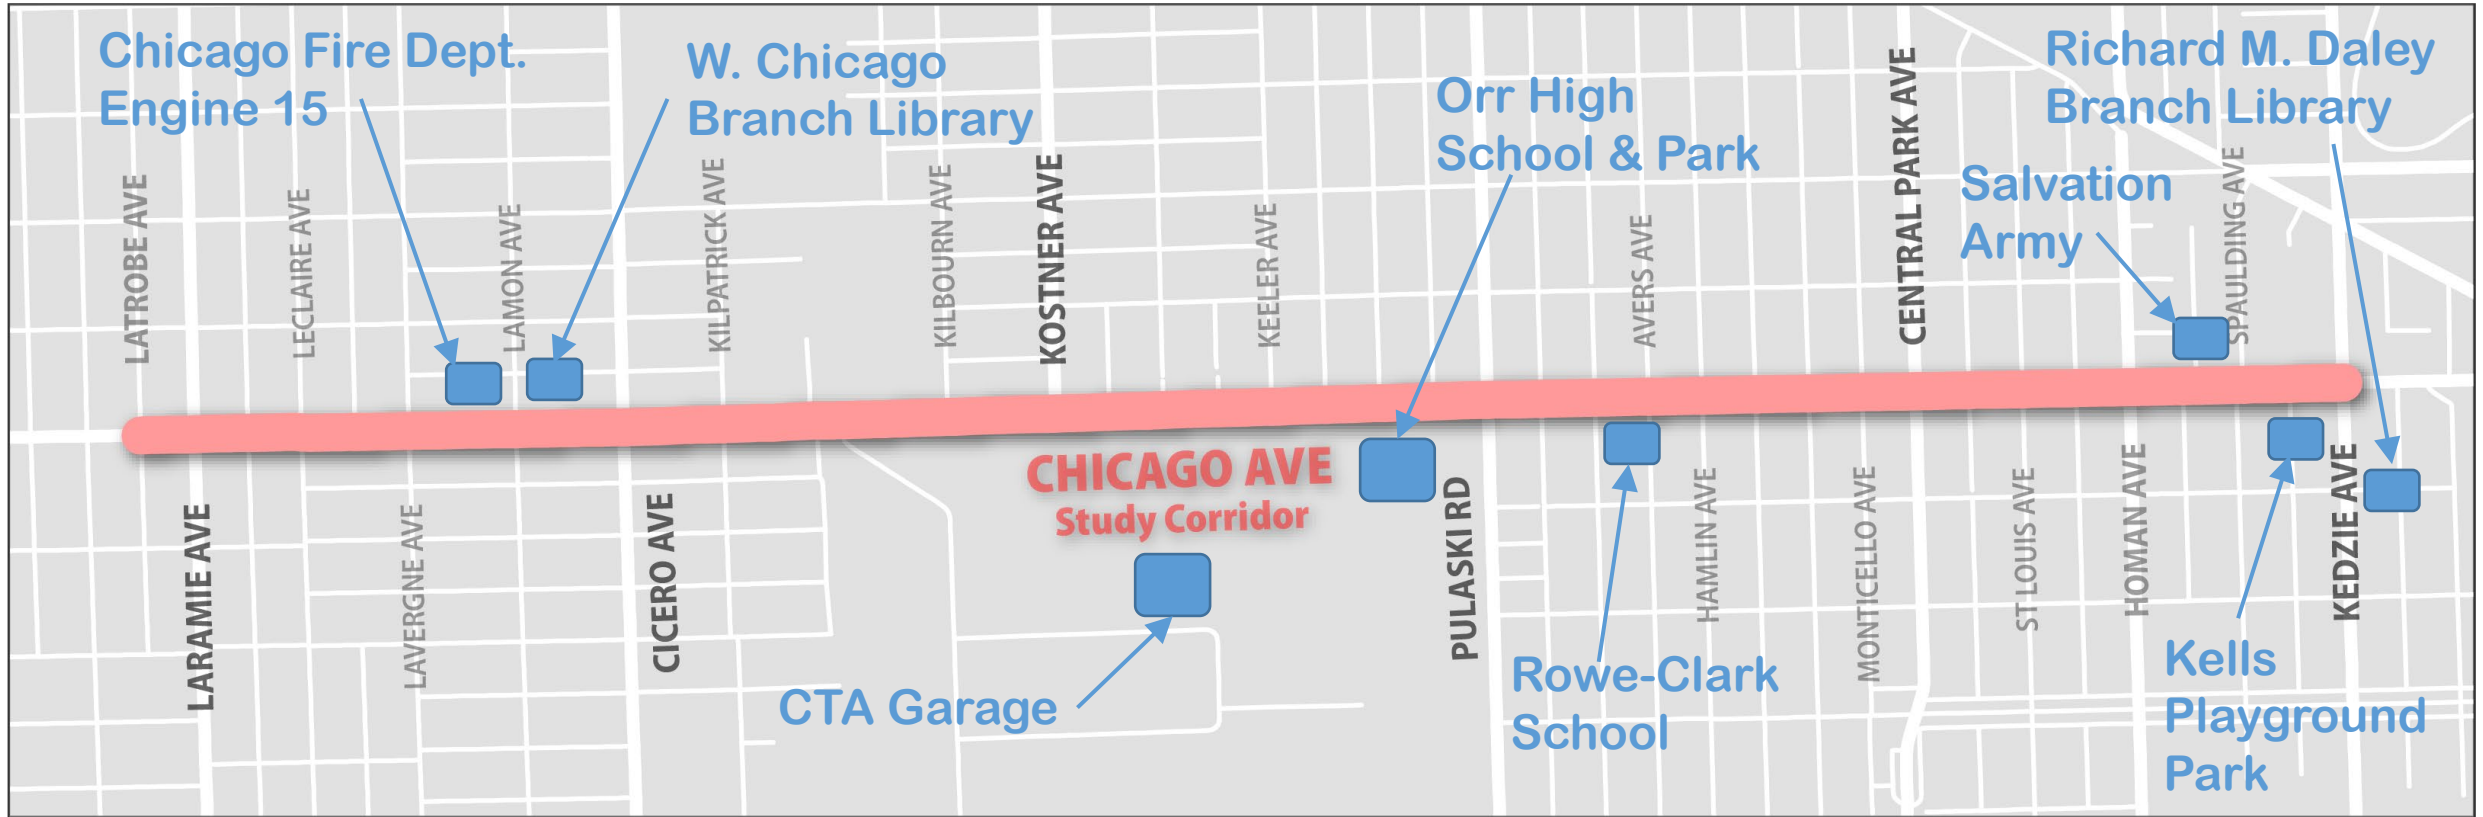 Chicago Fire Dept.
Engine 15
W. Chicago
Branch Library
Orr High
School & Park
Richard M. Daley
Branch Library
Salvation
Army
LATROBE AVE
LECLAIRE AVE
LAMON AVE
KILPATRICK AVE
KILBOURN AVE
KOSTNER AVE
KEELER AVE
AVERS AVE
CENTRAL PARK AVE
SPAULDING AVE
CHICAGO AVE
Study Corridor
LARAMIE AVE
LAVERGNE AVE
CICERO AVE
PULASKI RD
HAMLIN AVE
MONTICELLO AVE
ST LOUIS AVE
HOMAN AVE
KEDZIE AVE
CTA Garage
Rowe-Clark
School
Kells
Playground
Park